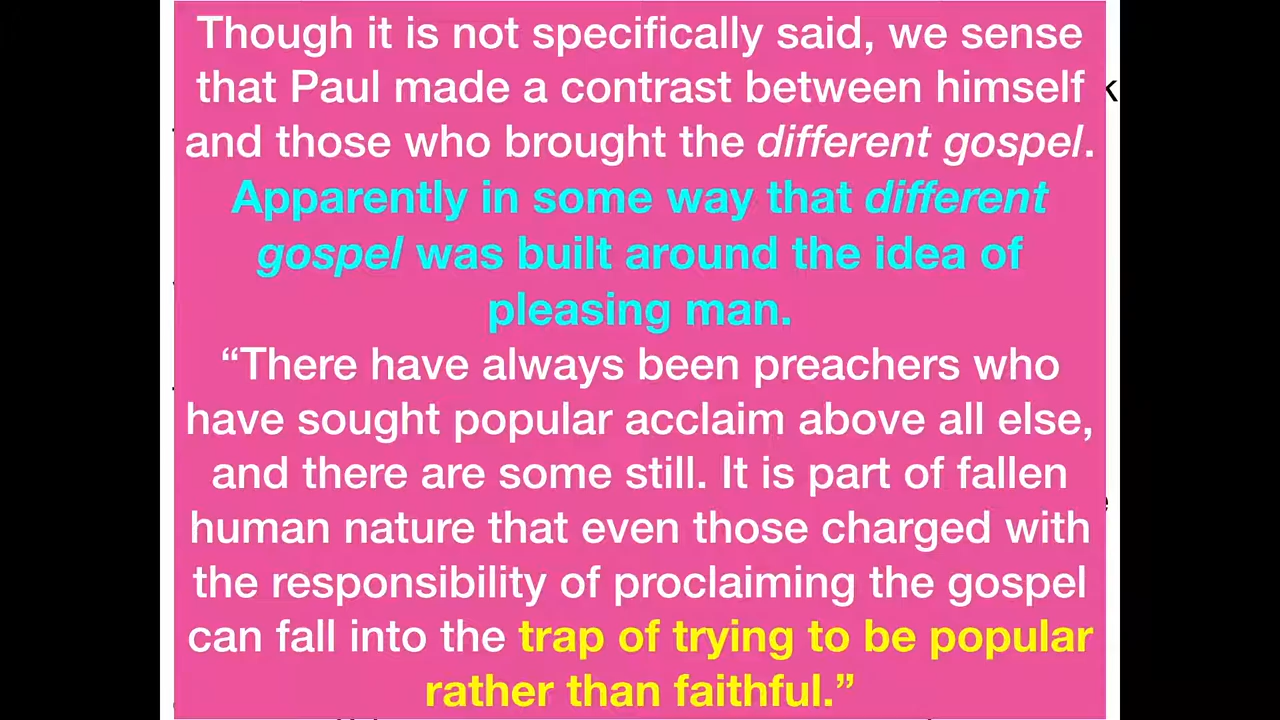 Though it is not specifically said, we sense
that Paul made a contrast between himself
and those who brought the different gospel.
Apparently in some way that different
gospel was built around the idea of
pleasing man.
“There have always been preachers who
have sought popular acclaim above all else,
and there are some still. It is part of fallen
human nature that even those charged with
the responsibility of proclaiming the gospel
can fall into the trap of trying to be popular
rather than faithful.”